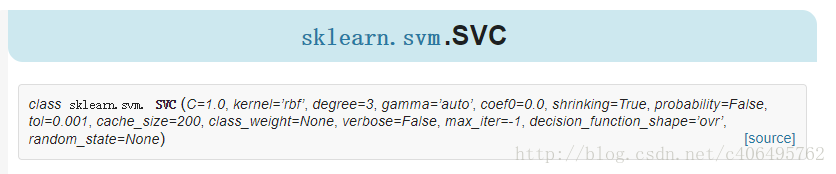 sklearn.svm.SVC
class sklearn.svm. SVC (C=1.0, kernel='rbf', degree=3, gamma='auto', coef0=0.0, shrinking=True, probability=False,
tol=0.001, cache_size=200, class_weight=None, verbose=False, max_iter=-1, decision_function_shape='ovr',
random_state=None)
[source]
http://blog.csdn.net/c406495762